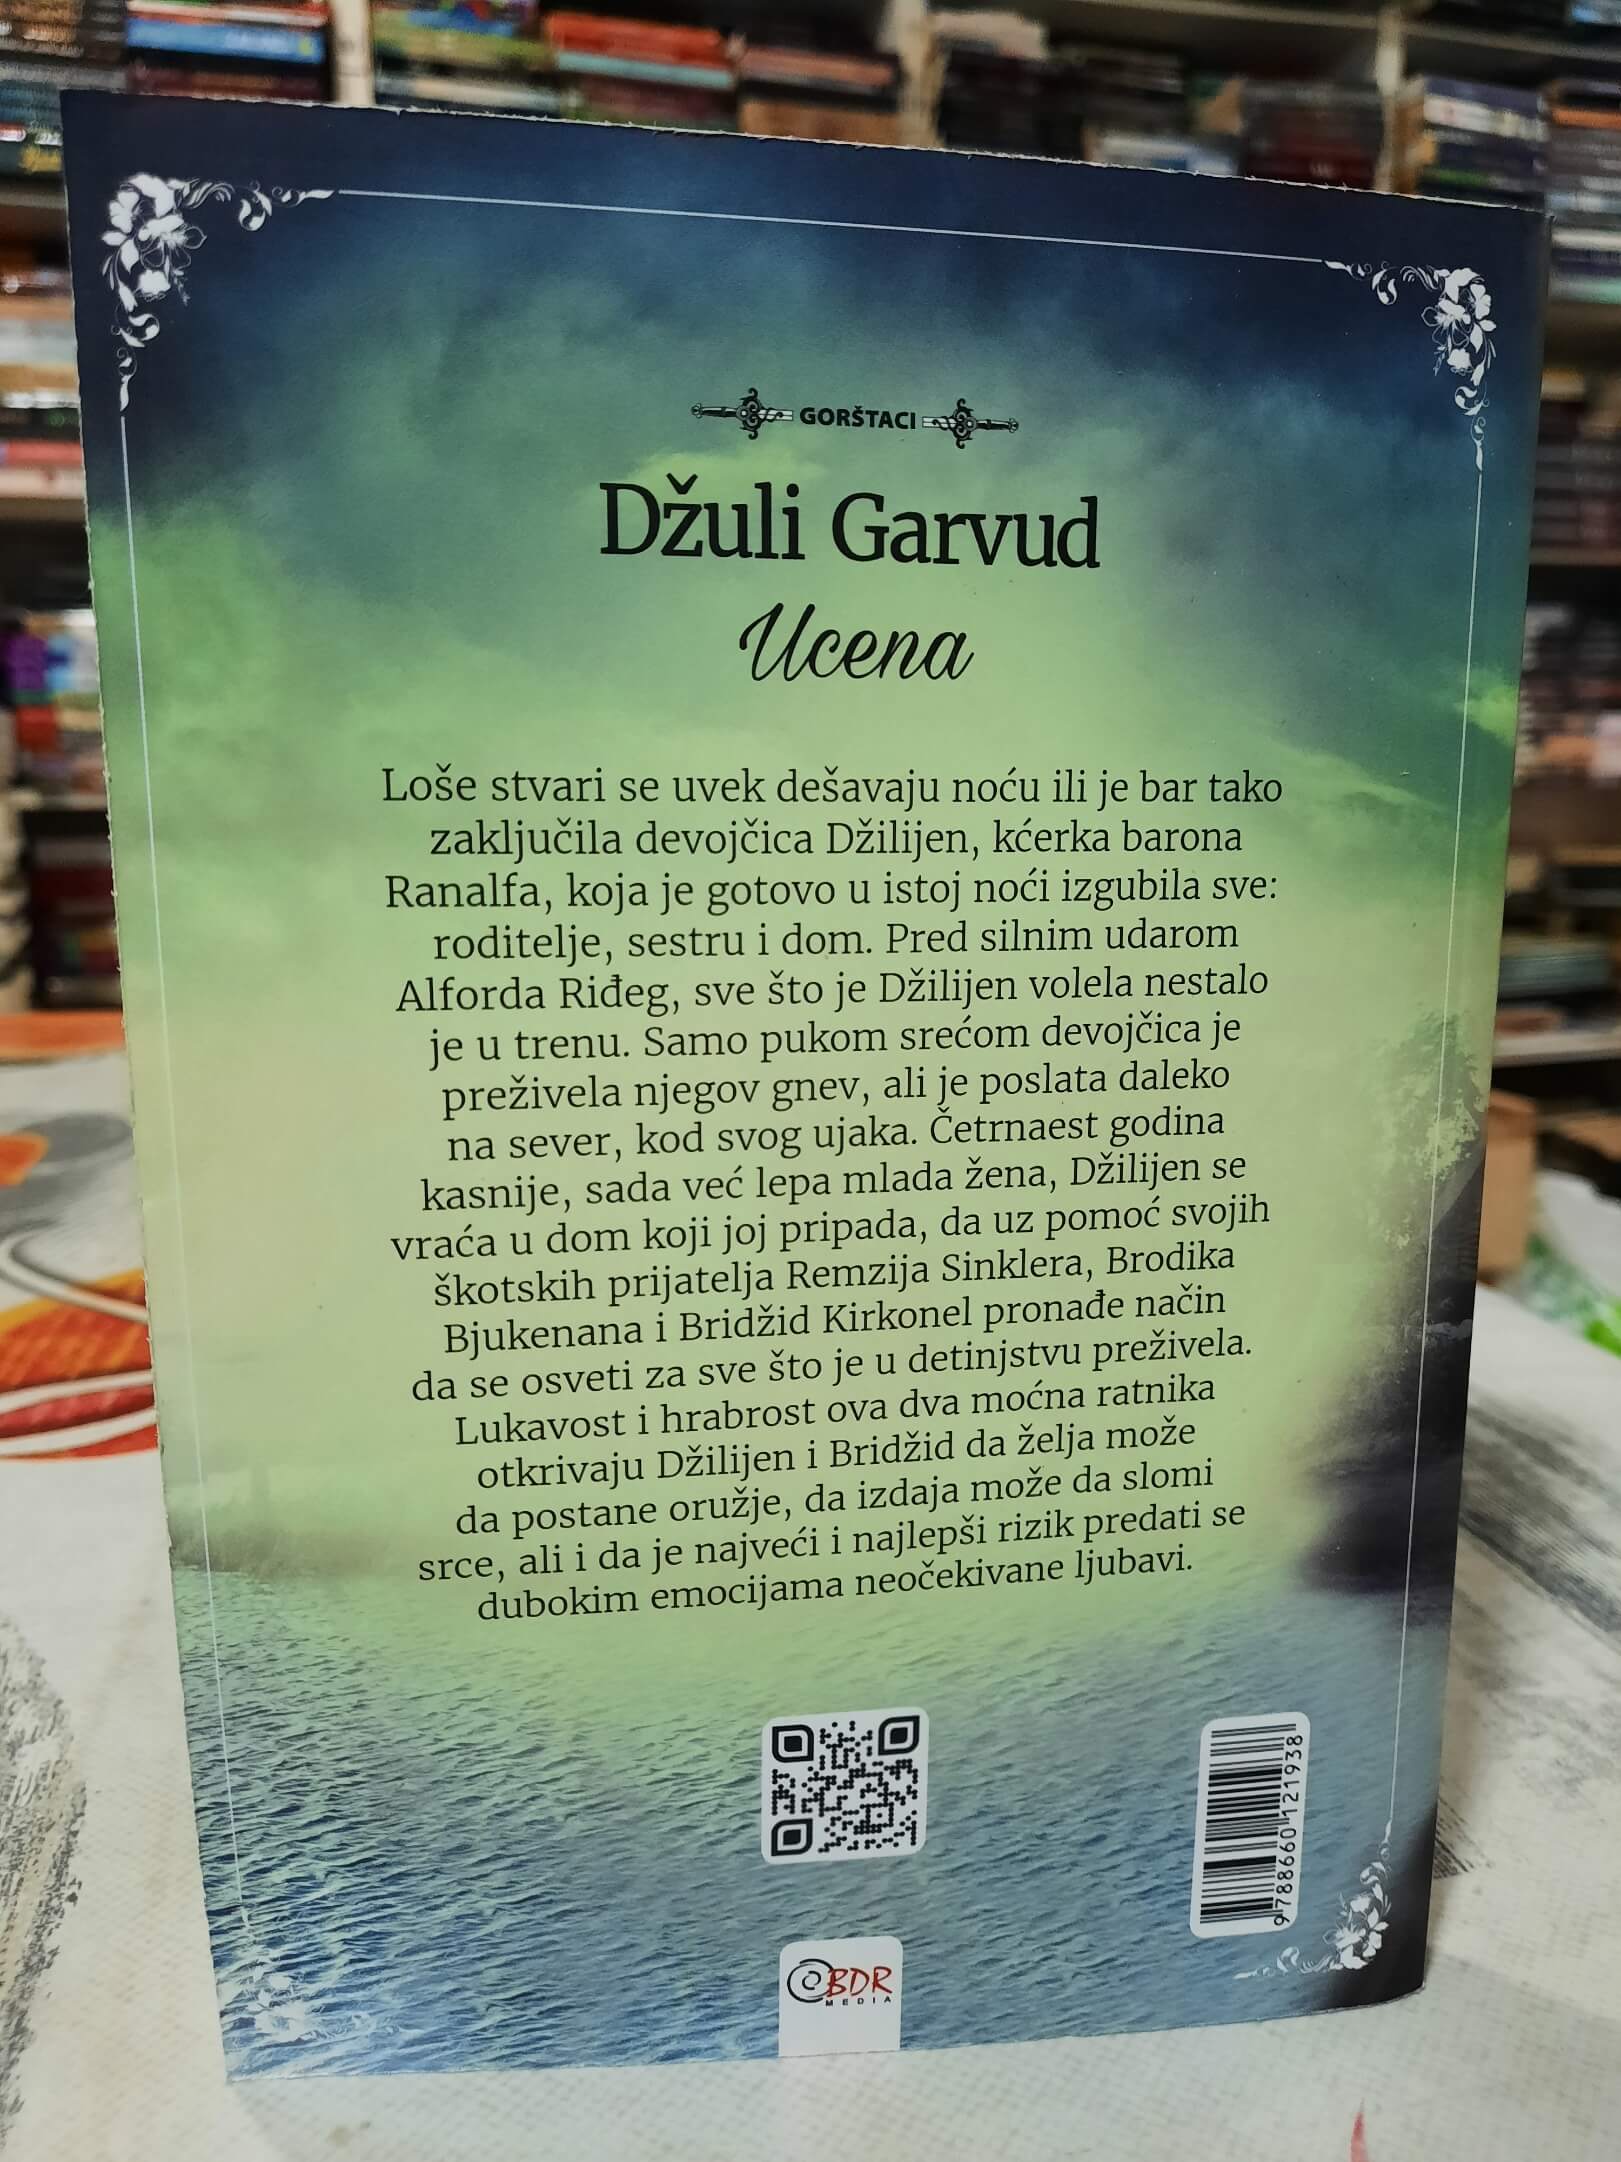 GORŠTACI
Džuli Garvud
Ucena
Loše stvari se uvek dešavaju noću ili je bar tako
zaključila devojčica Džilijen, kćerka barona
Ranalfa, koja je gotovo u istoj noći izgubila sve:
roditelje, sestru i dom. Pred silnim udarom
Alforda Riđeg, sve što je Džilijen volela nestalo
je u trenu. Samo pukom srećom devojčica je
preživela njegov gnev, ali je poslata daleko
na sever, kod svog ujaka. Četrnaest godina
kasnije, sada već lepa mlada žena, Džilijen se
vraća u dom koji joj pripada, da uz pomoć svojih
škotskih prijatelja Remzija Sinklera, Brodika
Bjukenana i Bridžid Kirkonel pronađe način
da se osveti za sve što je u detinjstvu preživela.
Lukavost i hrabrost ova dva moćna ratnika
otkrivaju Džilijen i Bridžid da želja može
da postane oružje, da izdaja može da slomi
srce, ali i da je najveći i najlepši rizik predati se
dubokim emocijama neočekivane ljubavi.
9788660121938
BDR
MEDIA